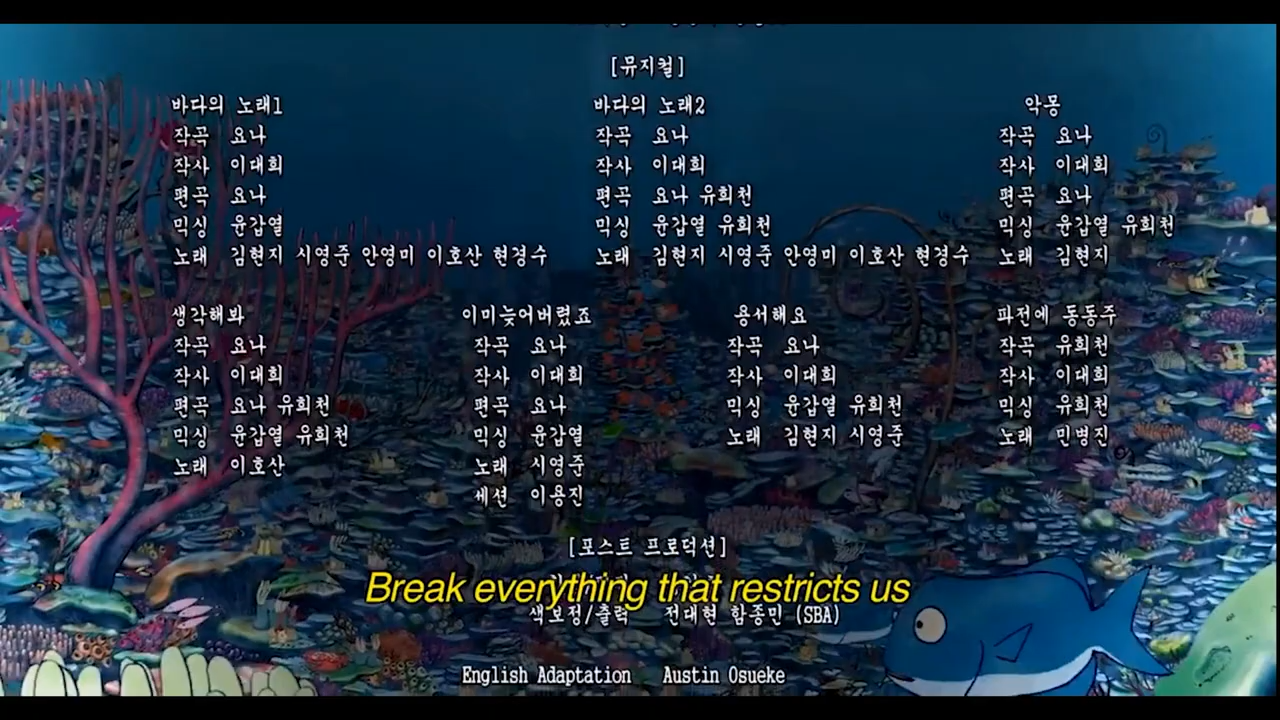 [뮤지컬]
바다의 노래1
작곡 요나
작사 이대희
편곡 요나
믹싱 윤갑열
노래 김현지 시영준 안영미 이호산 현경수
바다의 노래2
작곡 요나
작사 이대희
편곡 요나 유희천
믹싱 윤갑열 유희천
노래 김현지 시영준 안영미 이호산 현경수
악몽
작곡 요나
작사 이대희
편곡 요나
믹싱 윤갑열 유희천
노래 김현지
생각해봐
작곡 요나
작사 이대희
편곡 요나 유희천
믹싱 윤갑열 유희천
노래 이호산
이미늦어버렸죠
작곡 요나
작사 이대희
편곡 요나
믹싱 윤갑열
노래 시영준
세션 이용진
용서해요
작곡 요나
작사 이대희
믹싱 윤갑열 유희천
노래 김현지 시영준
파전에 동동주
작곡 유희천
작사 이대희
믹싱 유희천
노래 민병진
[포스트 프로덕션]
Break everything that restricts us
색보정/출력 전대현 함종민 (SBA)
English Adaptation Austin Osueke